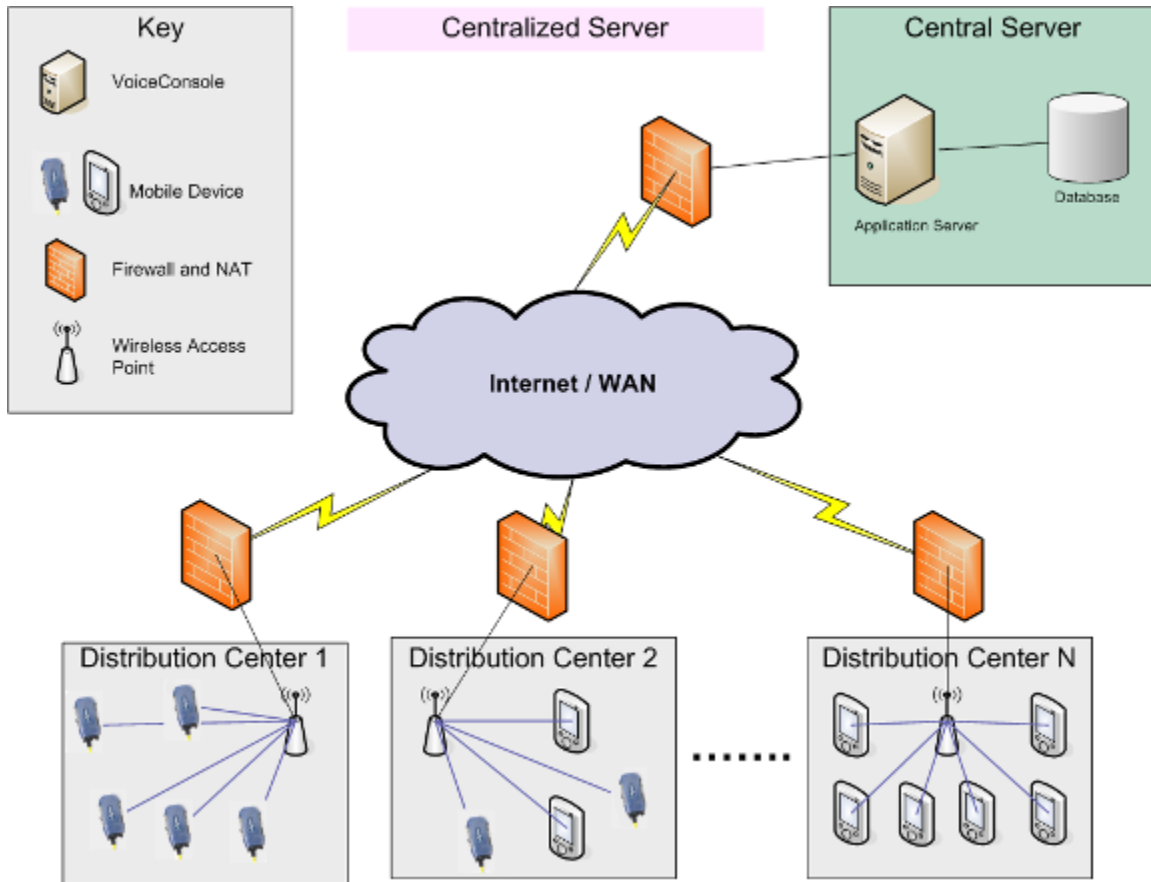 Key
VoiceConsole
Mobile Device
Firewall and NAT
Wireless Access
Point
Centralized Server
Central Server
Application Server
Database
Internet / WAN
Distribution Center 1
Distribution Center 2
Distribution Center N